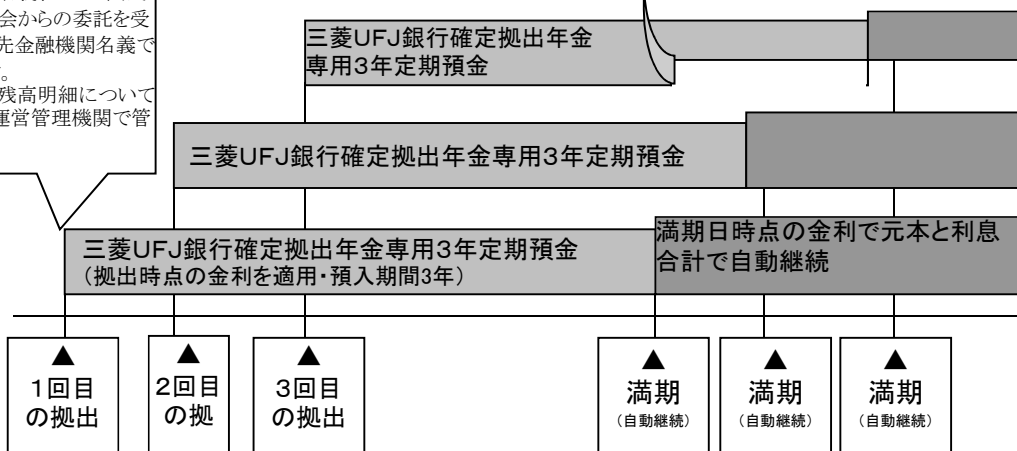 会からの委託を受
先金融機関名義で
。
残高明細について
運営管理機関で管
三菱UFJ銀行確定拠出年金
専用3年定期預金
三菱UFJ銀行確定拠出年金専用3年定期預金
三菱UFJ銀行確定拠出年金専用3年定期預金
(拠出時点の金利を適用・預入期間3年)
満期日時点の金利で元本と利息
合計で自動継続
▲
1回目
の拠出
▲
2回目
の拠
▲
3回目
の拠出
▲
満期
(自動継続)
▲
満期
(自動継続)
▲
満期
(自動継続)